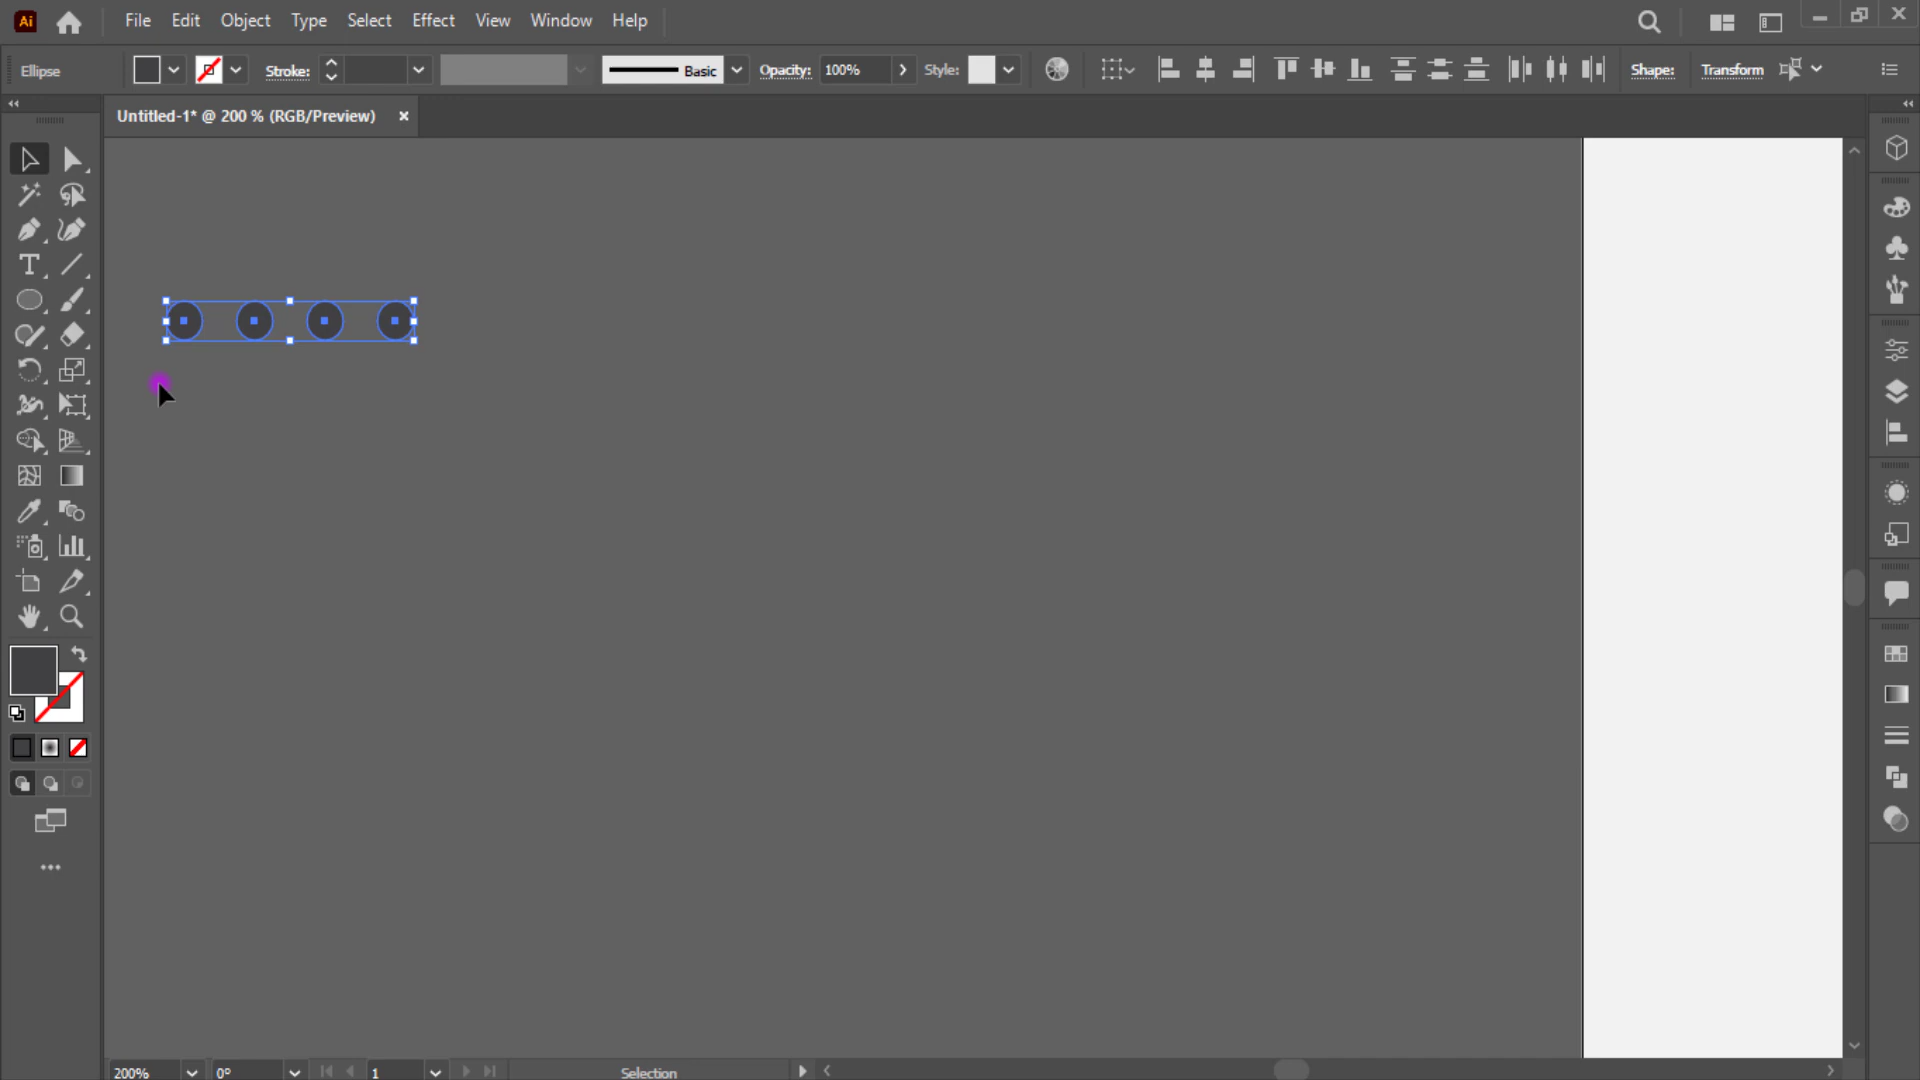 Ai File Edit Object Type Select Effect View Window Help
Ellipse Stroke: Basic Opacity: 100% Style: Shape: Transform
Untitled-1* @ 200 % (RGB/Preview) ×
T
200% 0° 1 Selection